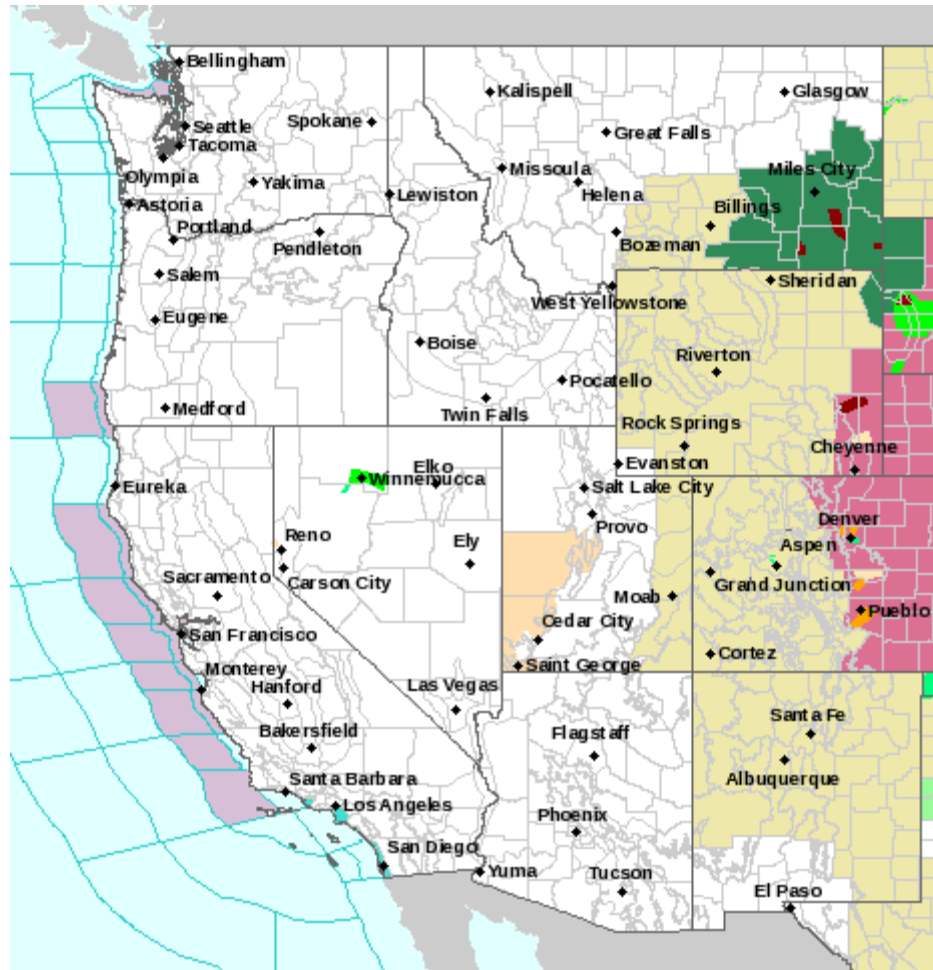 Bellingham
Kalispell
Glasgow
Seattle
Spokane
Great Falls
Tacoma
Miles City
Olympia
Yakima
Missoula
Helena
Lewiston
Astoria
Billings
Portland
Pendleton
Bozeman
Salem
Sheridan
West Yellowstone
Eugene
Boise
Riverton
Pocatello
Medford
Twin Falls
Rock Springs
Cheyenne
Elko
Evanston
Eureka
Winnemucca
Salt Lake City
Provo
Denver
Reno
Ely
Aspen
Sacramento
Carson City
Grand Junction
Moab
Pueblo
San Francisco
Cedar City
Cortez
Saint George
Monterey
Hanford
Las Vegas
Santa Fe
Bakersfield
Flagstaff
Albuquerque
Santa Barbara
Los Angeles
Phoenix
San Diego
Yuma
Tucson
El Paso